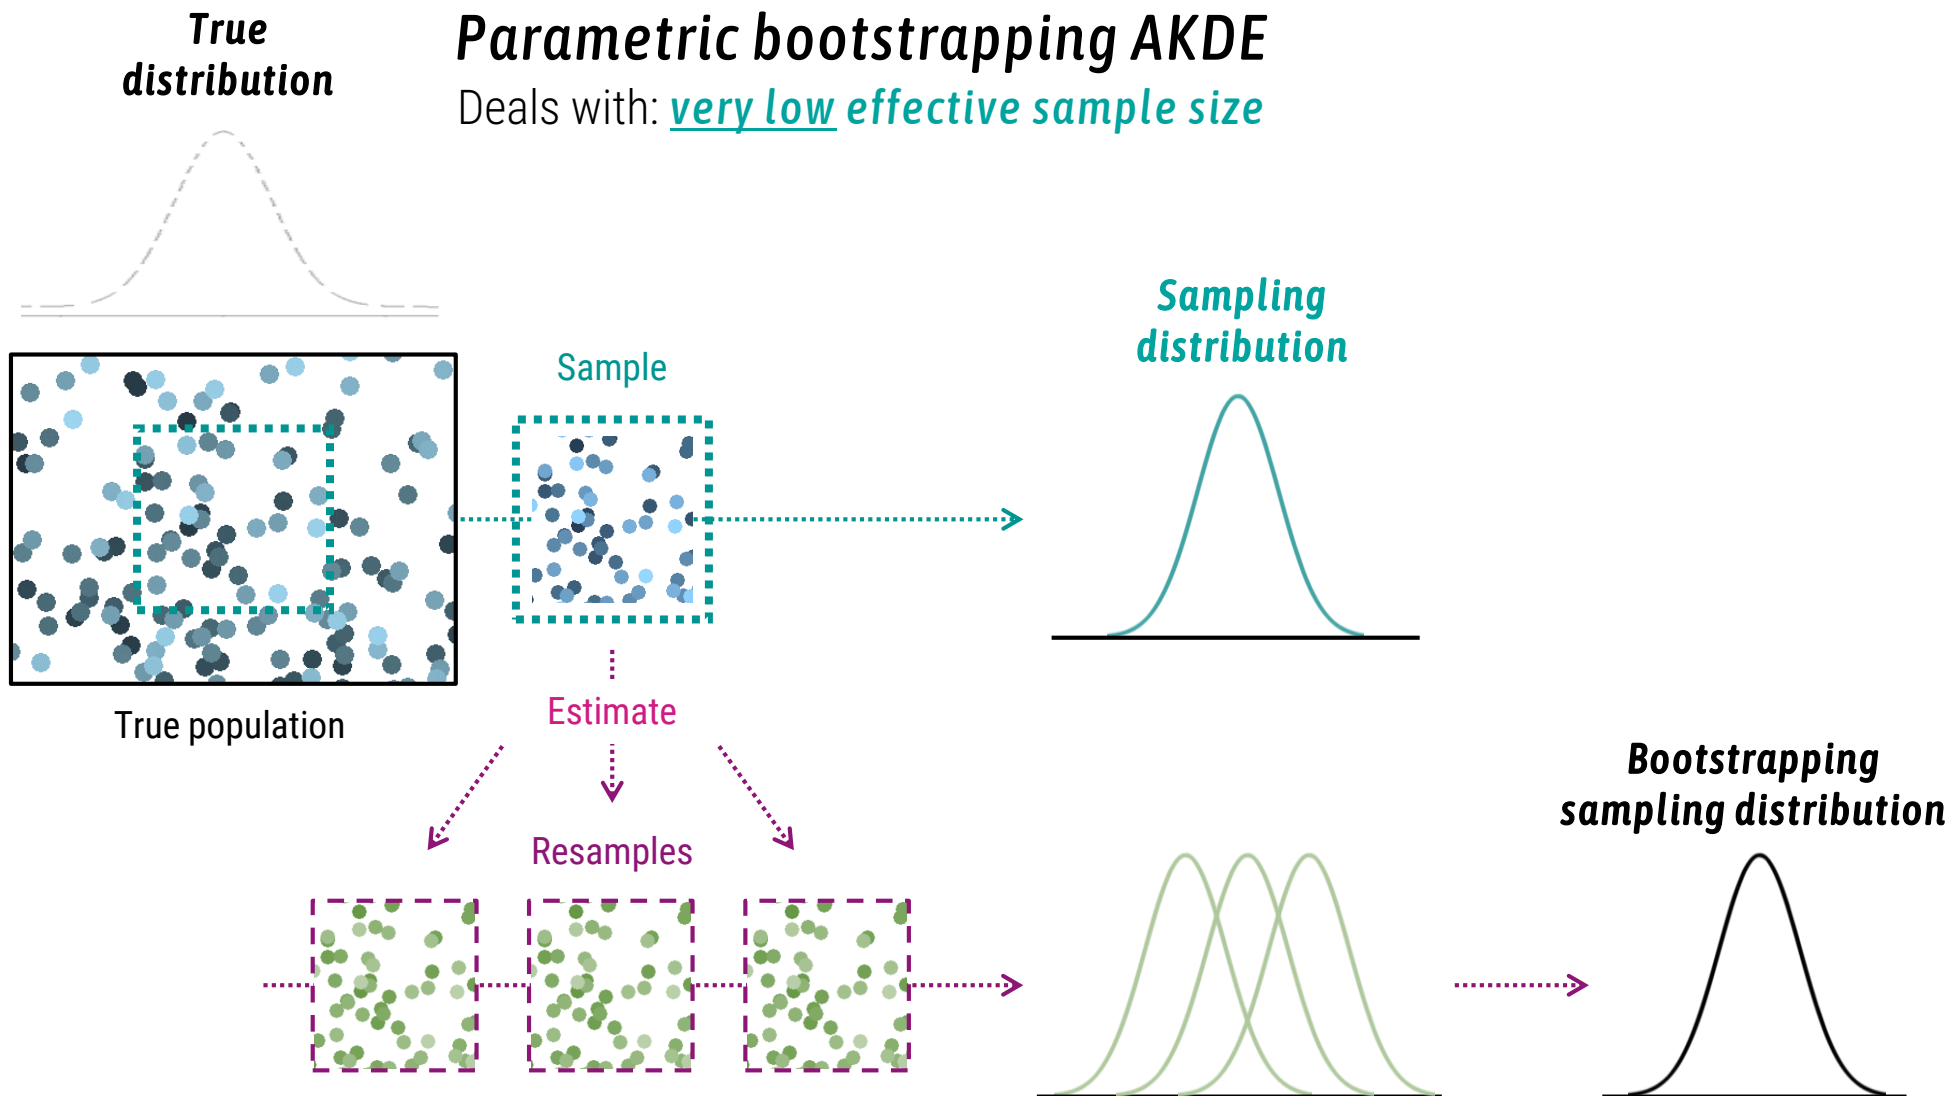 True
distribution
Parametric bootstrapping AKDE
Deals with: very low effective sample size
Sampling
distribution
Sample
True population
Estimate
Bootstrapping
sampling distribution
Resamples